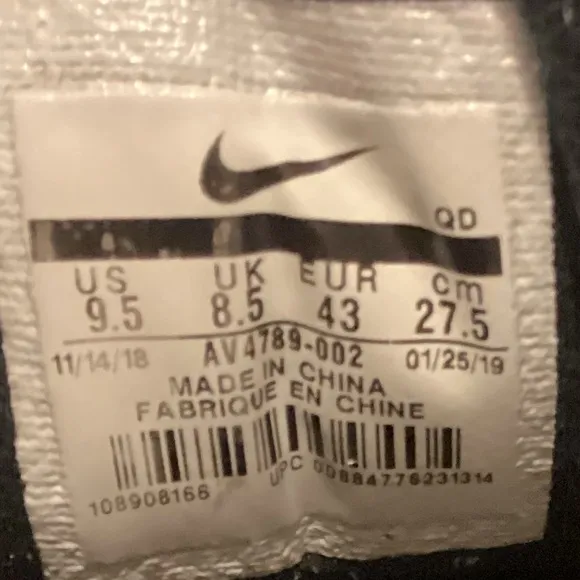 QD
US UK EUR cm
9.5 8.5 43 27.5
11/14/18 AV4789-002 01/25/19
MADE IN CHINA
FABRIQUE EN CHINE
108908166 UPC 00884776231314